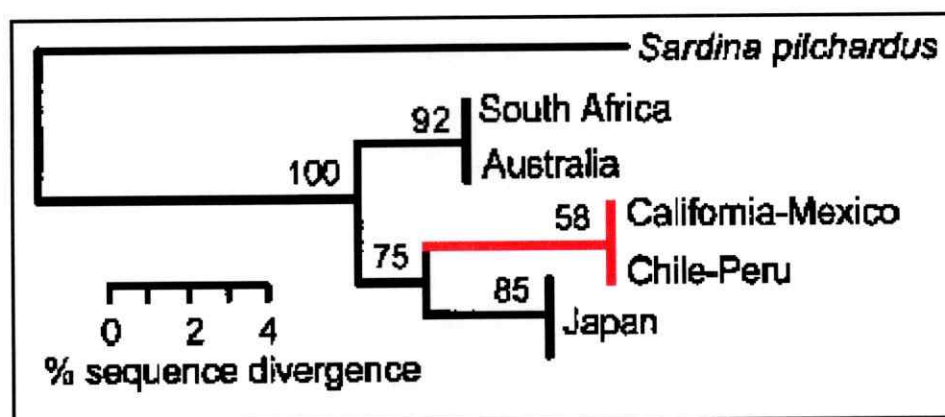 Sardina pilchardus
92
South Africa
Australia
100
58
California-Mexico
75
Chile-Peru
85
Japan
0 2 4
% sequence divergence